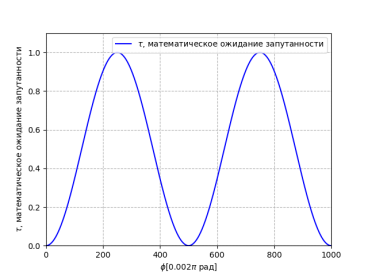 τ, математическое ожидание запутанности
τ, математическое ожидание запутанности
1.0
0.8
0.6
0.4
0.2
0.0
0 200 400 600 800 1000
ϕ[0.002π рад]